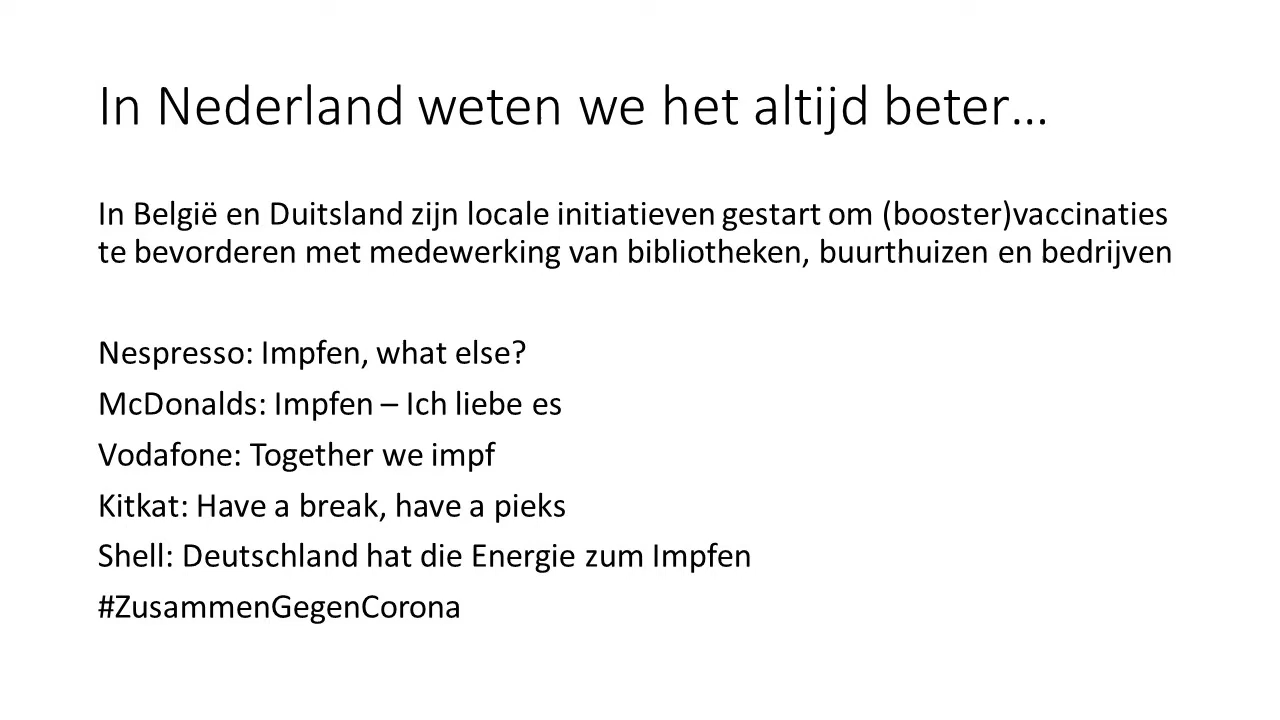 In Nederland weten we het altijd beter...
In België en Duitsland zijn locale initiatieven gestart om (booster)vaccinaties
te bevorderen met medewerking van bibliotheken, buurthuizen en bedrijven
Nespresso: Impfen, what else?
McDonalds: Impfen – Ich liebe es
Vodafone: Together we impf
Kitkat: Have a break, have a pieks
Shell: Deutschland hat die Energie zum Impfen
#ZusammenGegenCorona